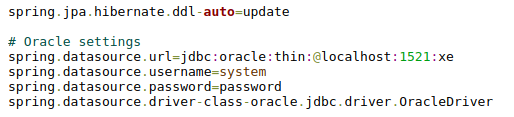 spring.jpa.hibernate.ddl-auto=update
# Oracle settings
spring.datasource.url=jdbc:oracle:thin:@localhost:1521:xe
spring.datasource.username=system
spring.datasource.password=password
spring.datasource.driver-class-oracle.jdbc.driver.OracleDriver